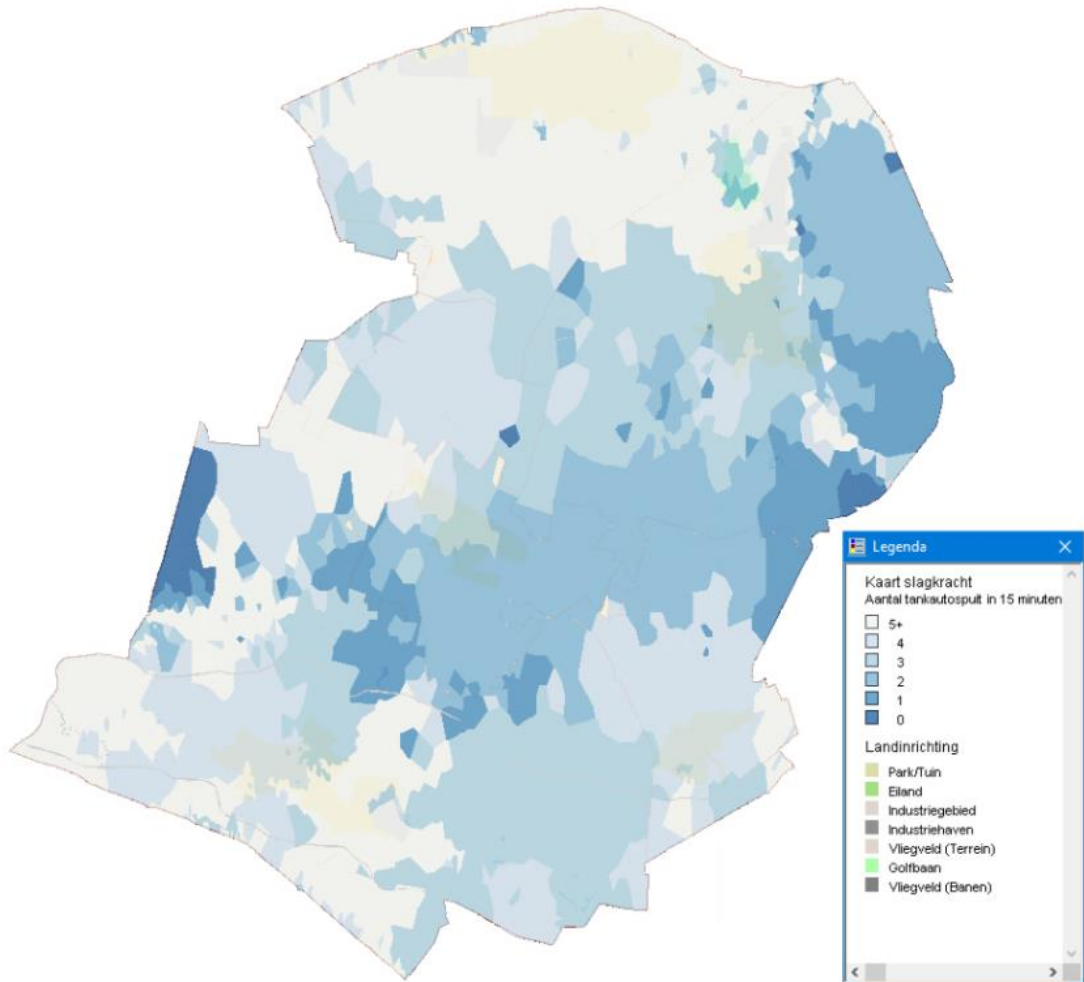 Legenda
Kaart slagkracht
Aantal tankautospuit in 15 minuten
5+
4
3
2
1
0
Landinrichting
Park/Tuin
Eiland
Industriegebied
Industriehaven
Vliegveld (Terrein)
Golfbaan
Vliegveld (Banen)